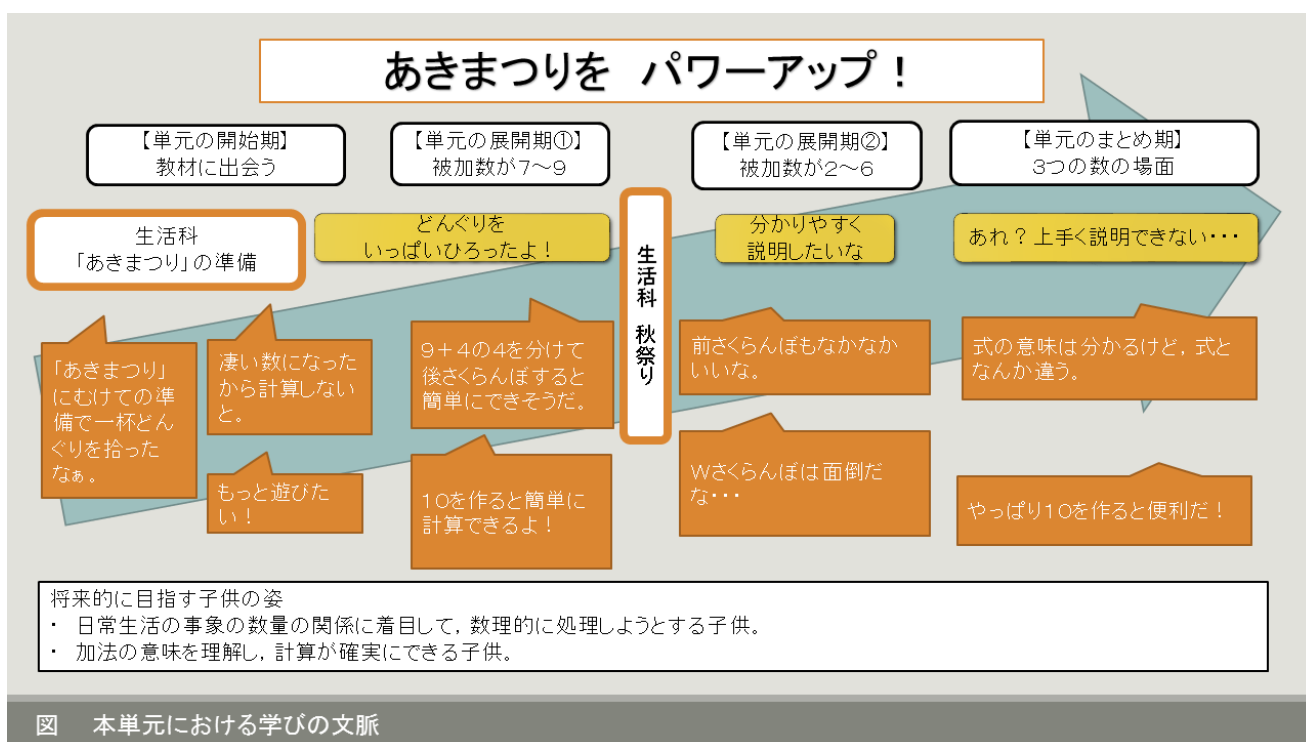 あきまつりを　パワーアップ！
【単元の開始期】
教材に出会う
【単元の展開期①】
被加数が７～９
【単元の展開期②】
被加数が２～６
【単元のまとめ期】
３つの数の場面
生活科
「あきまつり」の準備
どんぐりを
いっぱいひろったよ！
生活科　秋祭り
分かりやすく
説明したいな
あれ？上手く説明できない・・・
「あきまつり」
にむけての準
備で一杯どん
ぐりを拾った
なぁ。
凄い数になった
から計算しない
と。
もっと遊びた
い！
９＋４の４を分けて
後さくらんぼすると
簡単にできそうだ。
１０を作ると簡単に
計算できるよ！
前さくらんぼもなかなか
いいな。
Ｗさくらんぼは面倒だ
な・・・
式の意味は分かるけど，式と
なんか違う。
やっぱり１０を作ると便利だ！
将来的に目指す子供の姿
・　日常生活の事象の数量の関係に着目して，数理的に処理しようとする子供。
・　加法の意味を理解し，計算が確実にできる子供。
図　本単元における学びの文脈